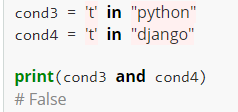 cond3 = 't' in "python"
cond4 = 't' in "django"
print(cond3 and cond4)
# False